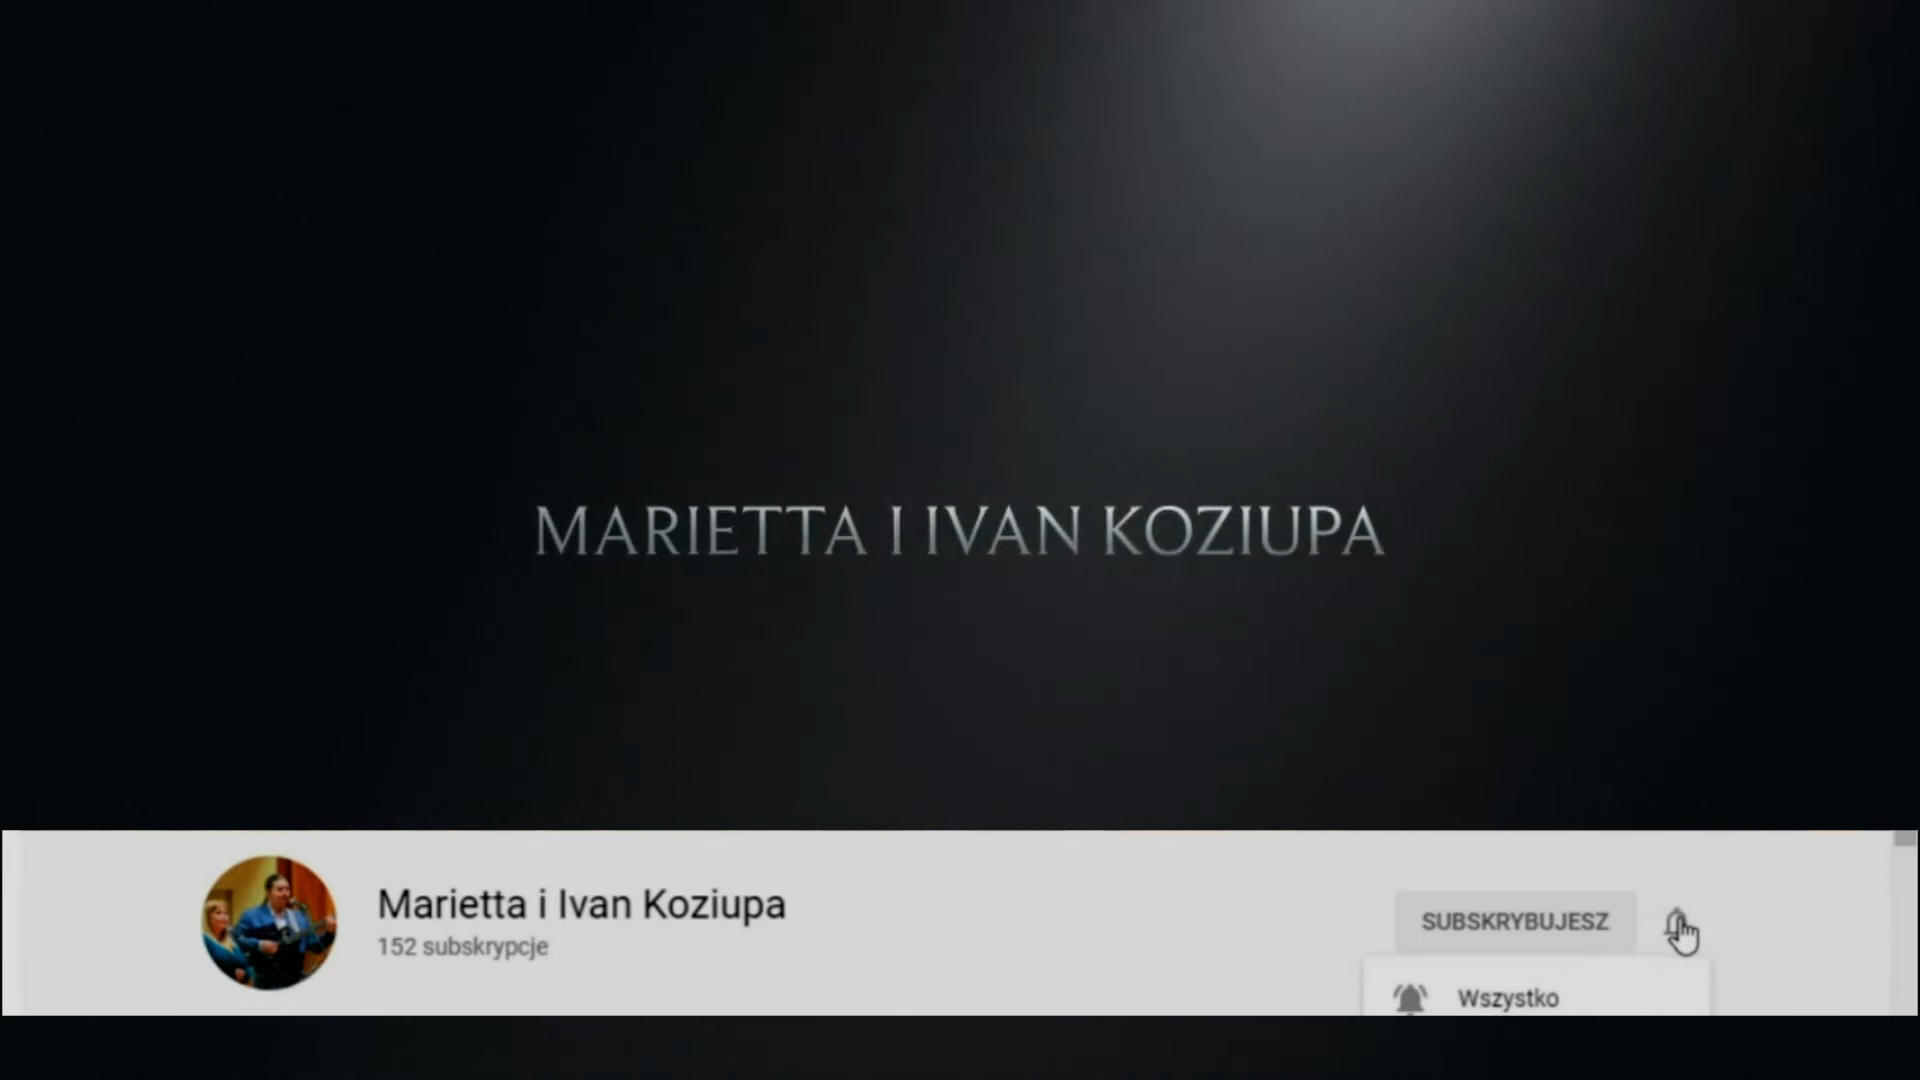 MARIETTA I IVAN KOZIUPA
Marietta i Ivan Koziupa
152 subskrypcje
SUBSKRYBUJESZ
Wszystko